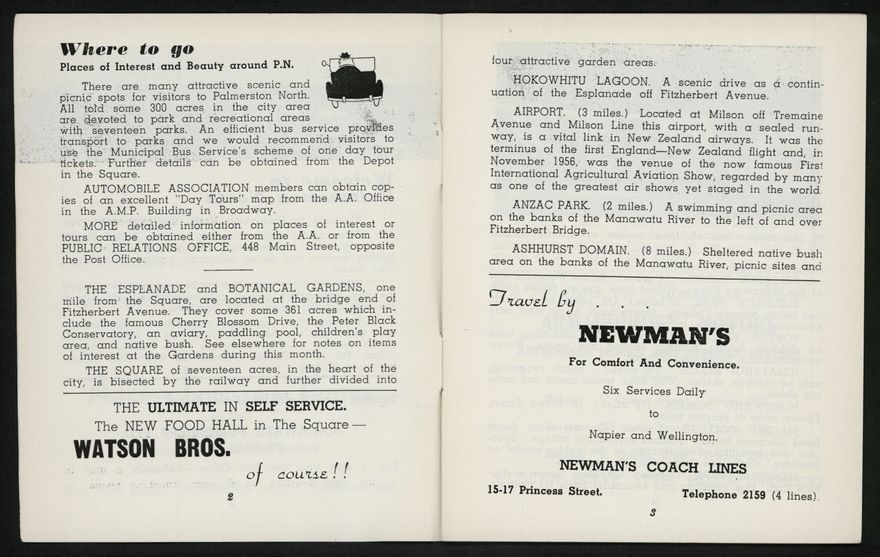 Where to go
Places of Interest and Beauty around P.N.
There are many attractive scenic and
picnic spots for visitors to Palmerston North.
All told some 300 acres in the city area
are devoted to park and recreational areas
with seventeen parks. An efficient bus service provides
transport to parks and we would recommend visitors to
use the Municipal Bus Service's scheme of one day tour
tickets. Further details can be obtained from the Depot
in the Square.
AUTOMOBILE ASSOCIATION members can obtain cop-
ies of an excellent "Day Tours" map from the A.A. Office
in the A.M.P. Building in Broadway.
MORE detailed information on places of interest or
tours can be obtained either from the A.A. or from the
PUBLIC RELATIONS OFFICE, 448 Main Street, opposite
the Post Office.
THE ESPLANADE and BOTANICAL GARDENS, one
mile from the Square, are located at the bridge end of
Fitzherbert Avenue. They cover some 361 acres which in-
clude the famous Cherry Blossom Drive, the Peter Black
Conservatory, an aviary, paddling pool, children's play
area, and native bush. See elsewhere for notes on items
of interest at the Gardens during this month.
THE SQUARE of seventeen acres, in the heart of the
city, is bisected by the railway and further divided into
THE ULTIMATE IN SELF SERVICE.
The NEW FOOD HALL in The Square —
WATSON BROS.
of course!!
2
four attractive garden areas.
HOKOWHITU LAGOON. A scenic drive as a contin-
uation of the Esplanade off Fitzherbert Avenue.
AIRPORT. (3 miles.) Located at Milson off Tremaine
Avenue and Milson Line this airport, with a sealed run-
way, is a vital link in New Zealand airways. It was the
terminus of the first England—New Zealand flight and, in
November 1956, was the venue of the now famous First
International Agricultural Aviation Show, regarded by many
as one of the greatest air shows yet staged in the world.
ANZAC PARK. (2 miles.) A swimming and picnic area
on the banks of the Manawatu River to the left of and over
Fitzherbert Bridge.
ASHHURST DOMAIN. (8 miles.) Sheltered native bush
area on the banks of the Manawatu River, picnic sites and
Travel by . . . .
NEWMAN'S
For Comfort And Convenience.
Six Services Daily
to
Napier and Wellington.
NEWMAN'S COACH LINES
15-17 Princess Street. Telephone 2159 (4 lines).
3